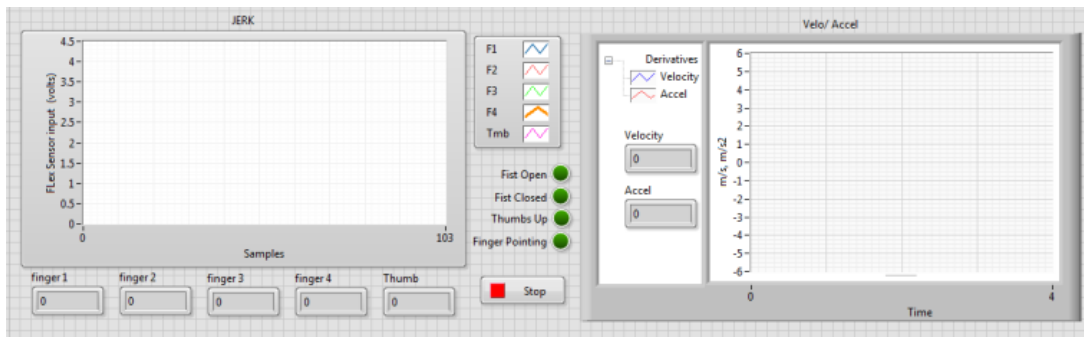 JERK
4.5
4
3.5
3
2.5
2
1.5
1
0.5
0
FLex Sensor input (volts)
0
103
Samples
F1
F2
F3
F4
Tmb
Fist Open
Fist Closed
Thumbs Up
Finger Pointing
finger 1
finger 2
finger 3
finger 4
Thumb
0
0
0
0
0
Stop
Velo/ Accel
Derivatives
Velocity
Accel
Velocity
0
Accel
0
6
5
4
3
2
1
0
-1
-2
-3
-4
-5
-6
m/s, m/s2
0
4
Time